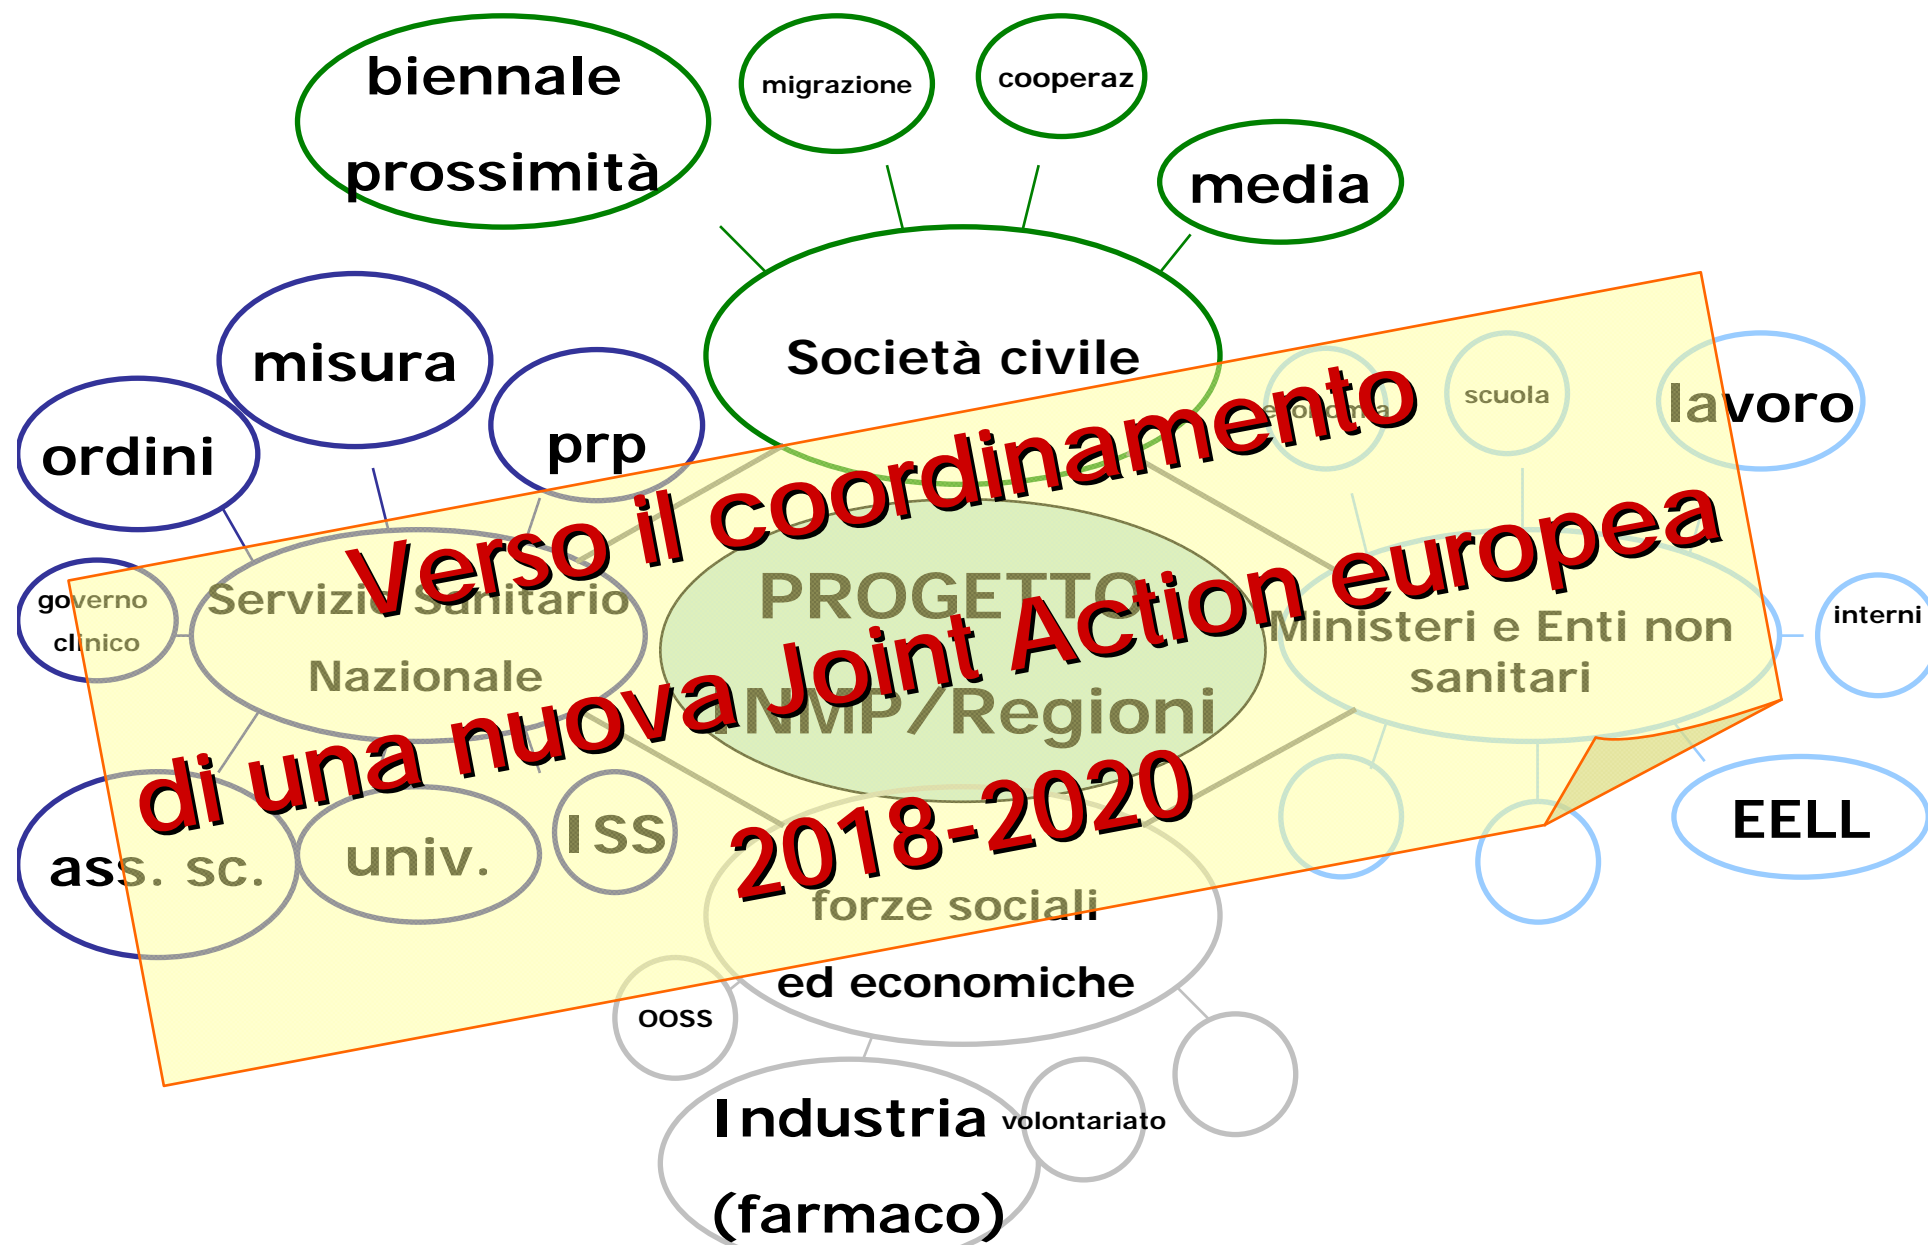 biennale
prossimità
migrazione
cooperaz
media
misura
ordini
prp
Società civile
economia
scuola
lavoro
governo
clinico
Servizio Sanitario
Nazionale
PROGETTO
INMP/Regioni
Ministeri e Enti non
sanitari
interni
Verso il coordinamento
di una nuova Joint Action europea
2018-2020
ass. sc.
univ.
ISS
EELL
forze sociali
ed economiche
OOSS
Industria
(farmaco)
volontariato